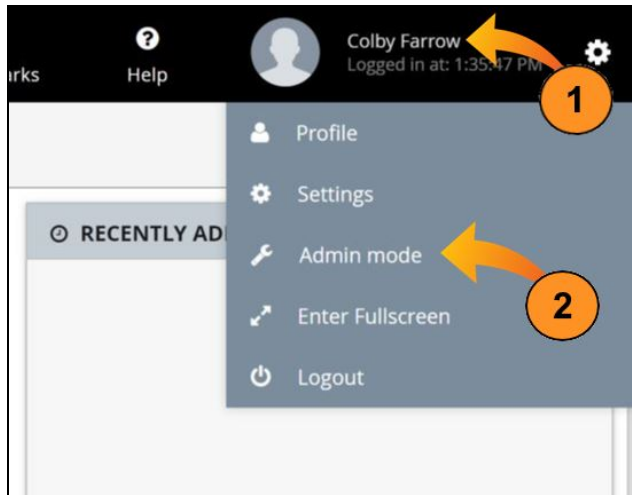 Colby Farrow
Logged in at: 1:35:47 PM
Help
1
Profile
Settings
RECENTLY AD
Admin mode
2
Enter Fullscreen
Logout